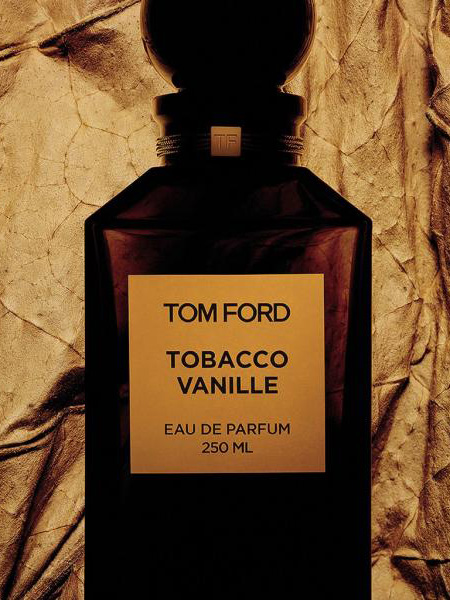 TF
TOM FORD
TOBACCO
VANILLE
EAU DE PARFUM
250 ML